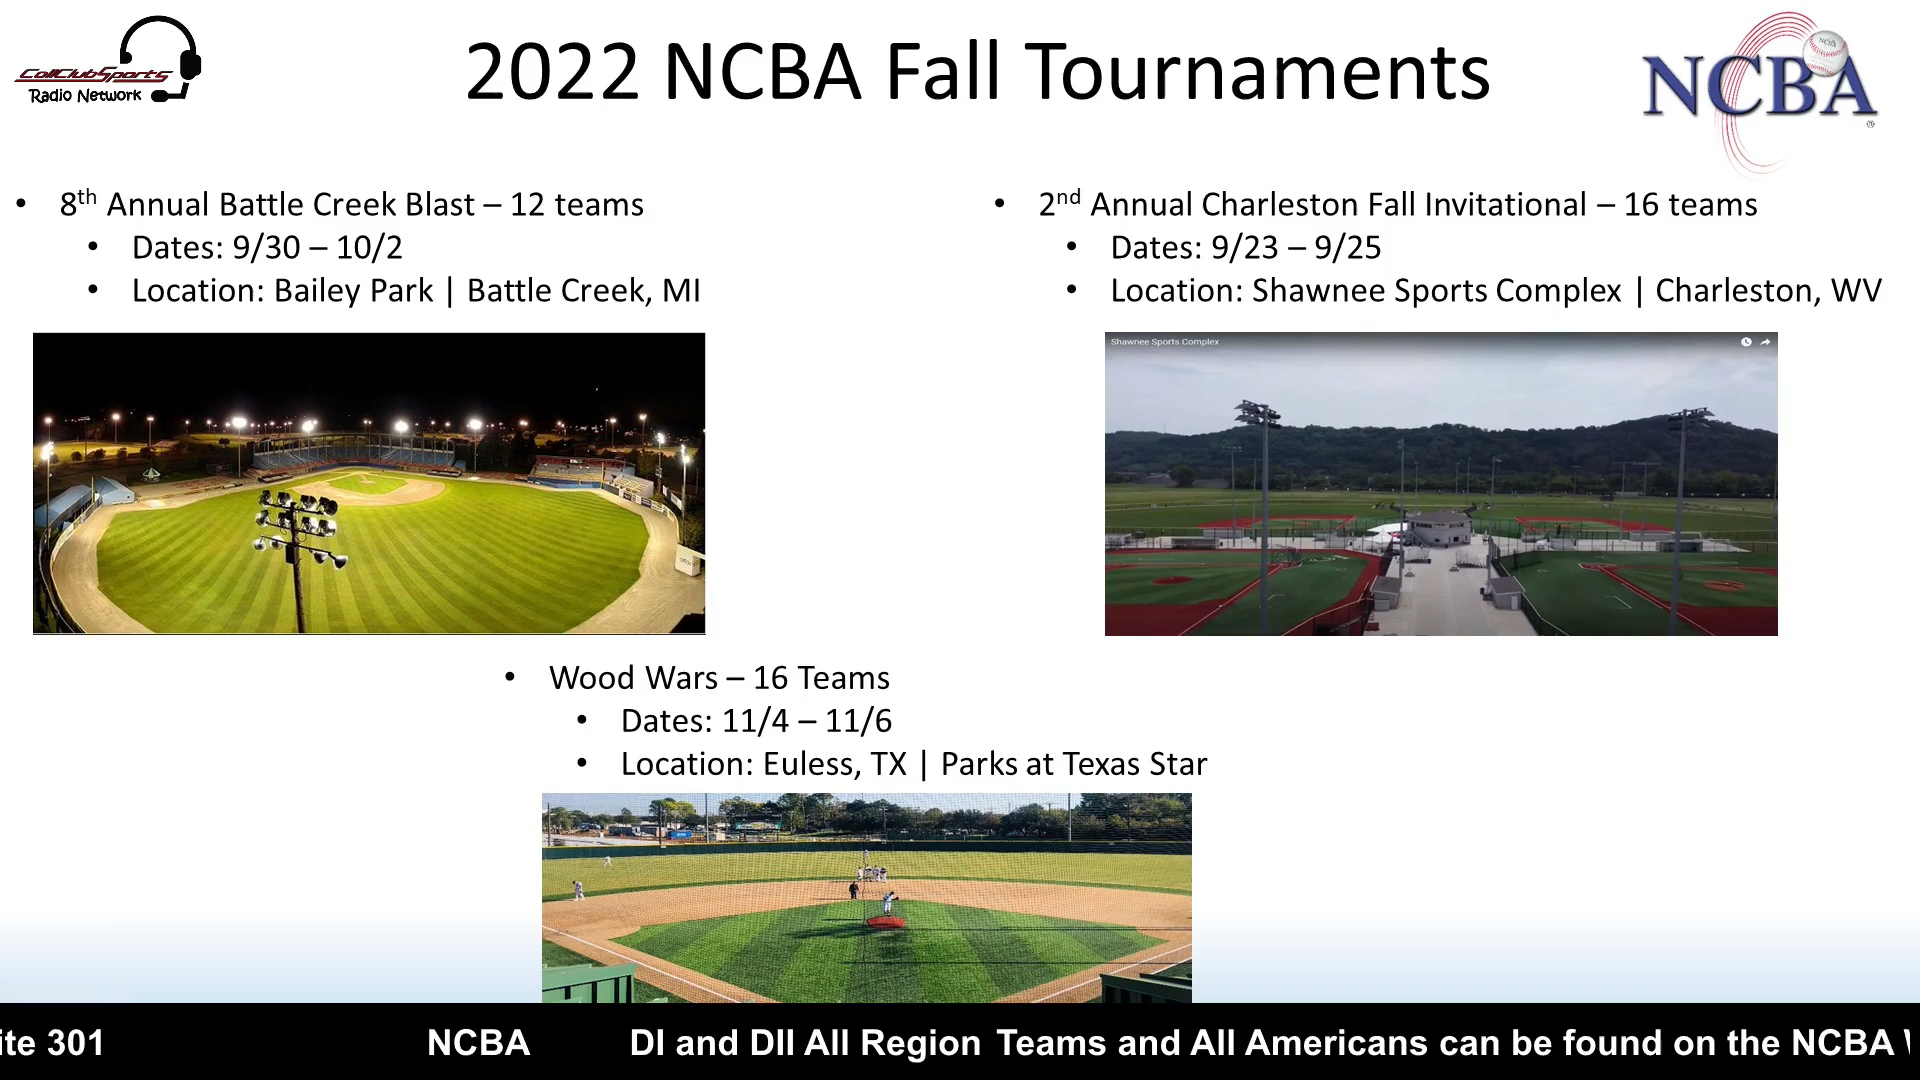 CollClubSports
Radio Network
2022 NCBA Fall Tournaments
NCBA
• 8th Annual Battle Creek Blast – 12 teams
• Dates: 9/30 – 10/2
• Location: Bailey Park | Battle Creek, MI
• 2nd Annual Charleston Fall Invitational – 16 teams
• Dates: 9/23 – 9/25
• Location: Shawnee Sports Complex | Charleston, WV
Shawnee Sports Complex
• Wood Wars – 16 Teams
• Dates: 11/4 – 11/6
• Location: Euless, TX | Parks at Texas Star
ite 301 NCBA DI and DII All Region Teams and All Americans can be found on the NCBA